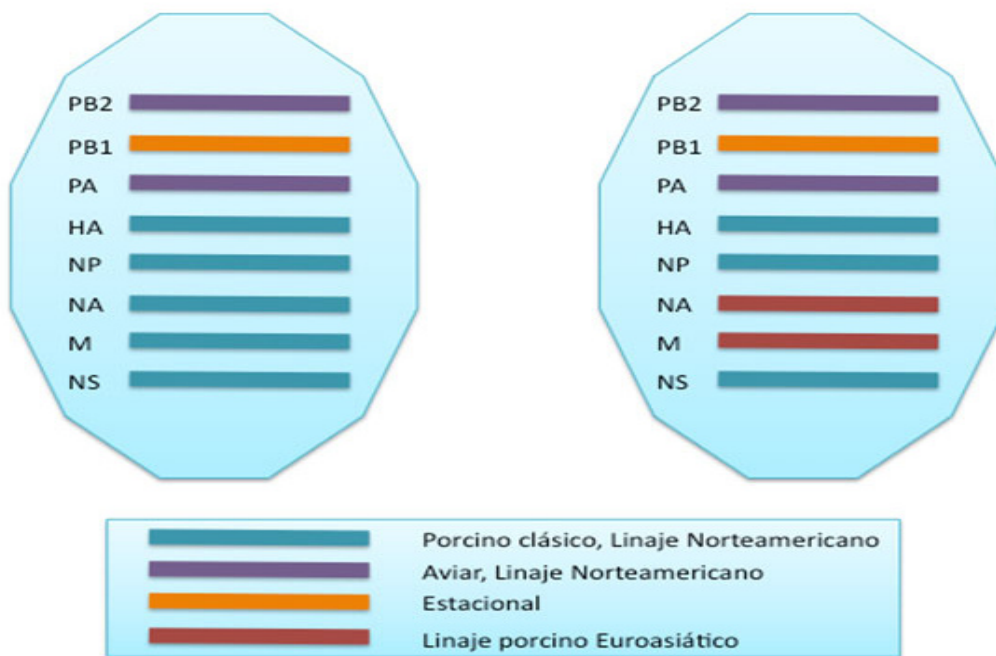 PB2
PB1
PA
HA
NP
NA
M
NS
PB2
PB1
PA
HA
NP
NA
M
NS
Porcino clásico, Linaje Norteamericano
Aviar, Linaje Norteamericano
Estacional
Linaje porcino Euroasiático